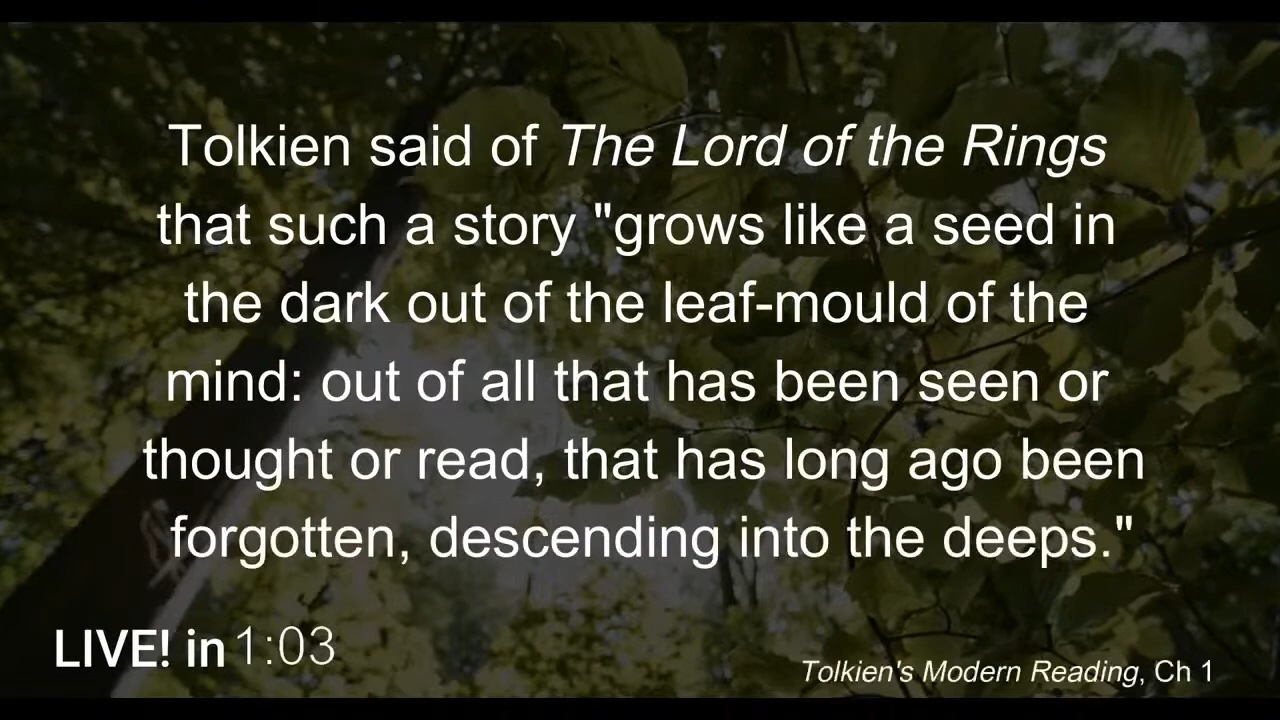 Tolkien said of The Lord of the Rings
that such a story "grows like a seed in
the dark out of the leaf-mould of the
mind: out of all that has been seen or
thought or read, that has long ago been
forgotten, descending into the deeps."
LIVE! in 1:03
Tolkien's Modern Reading, Ch 1